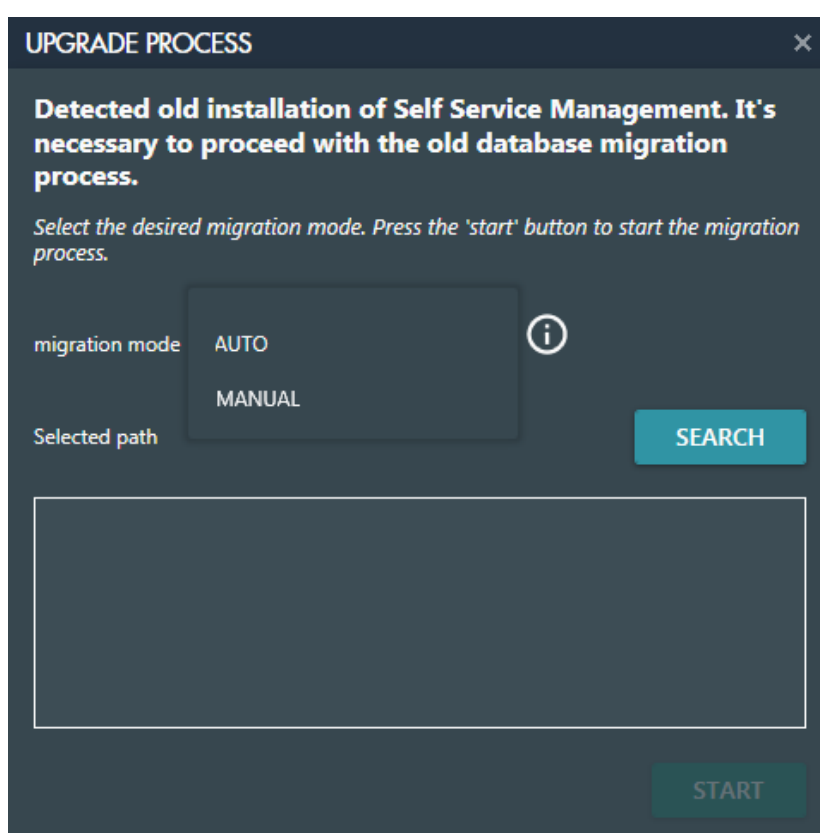 UPGRADE PROCESS
Detected old installation of Self Service Management. It's
necessary to proceed with the old database migration
process.
Select the desired migration mode. Press the 'start' button to start the migration
process.
migration mode
AUTO
MANUAL
Selected path
SEARCH
START